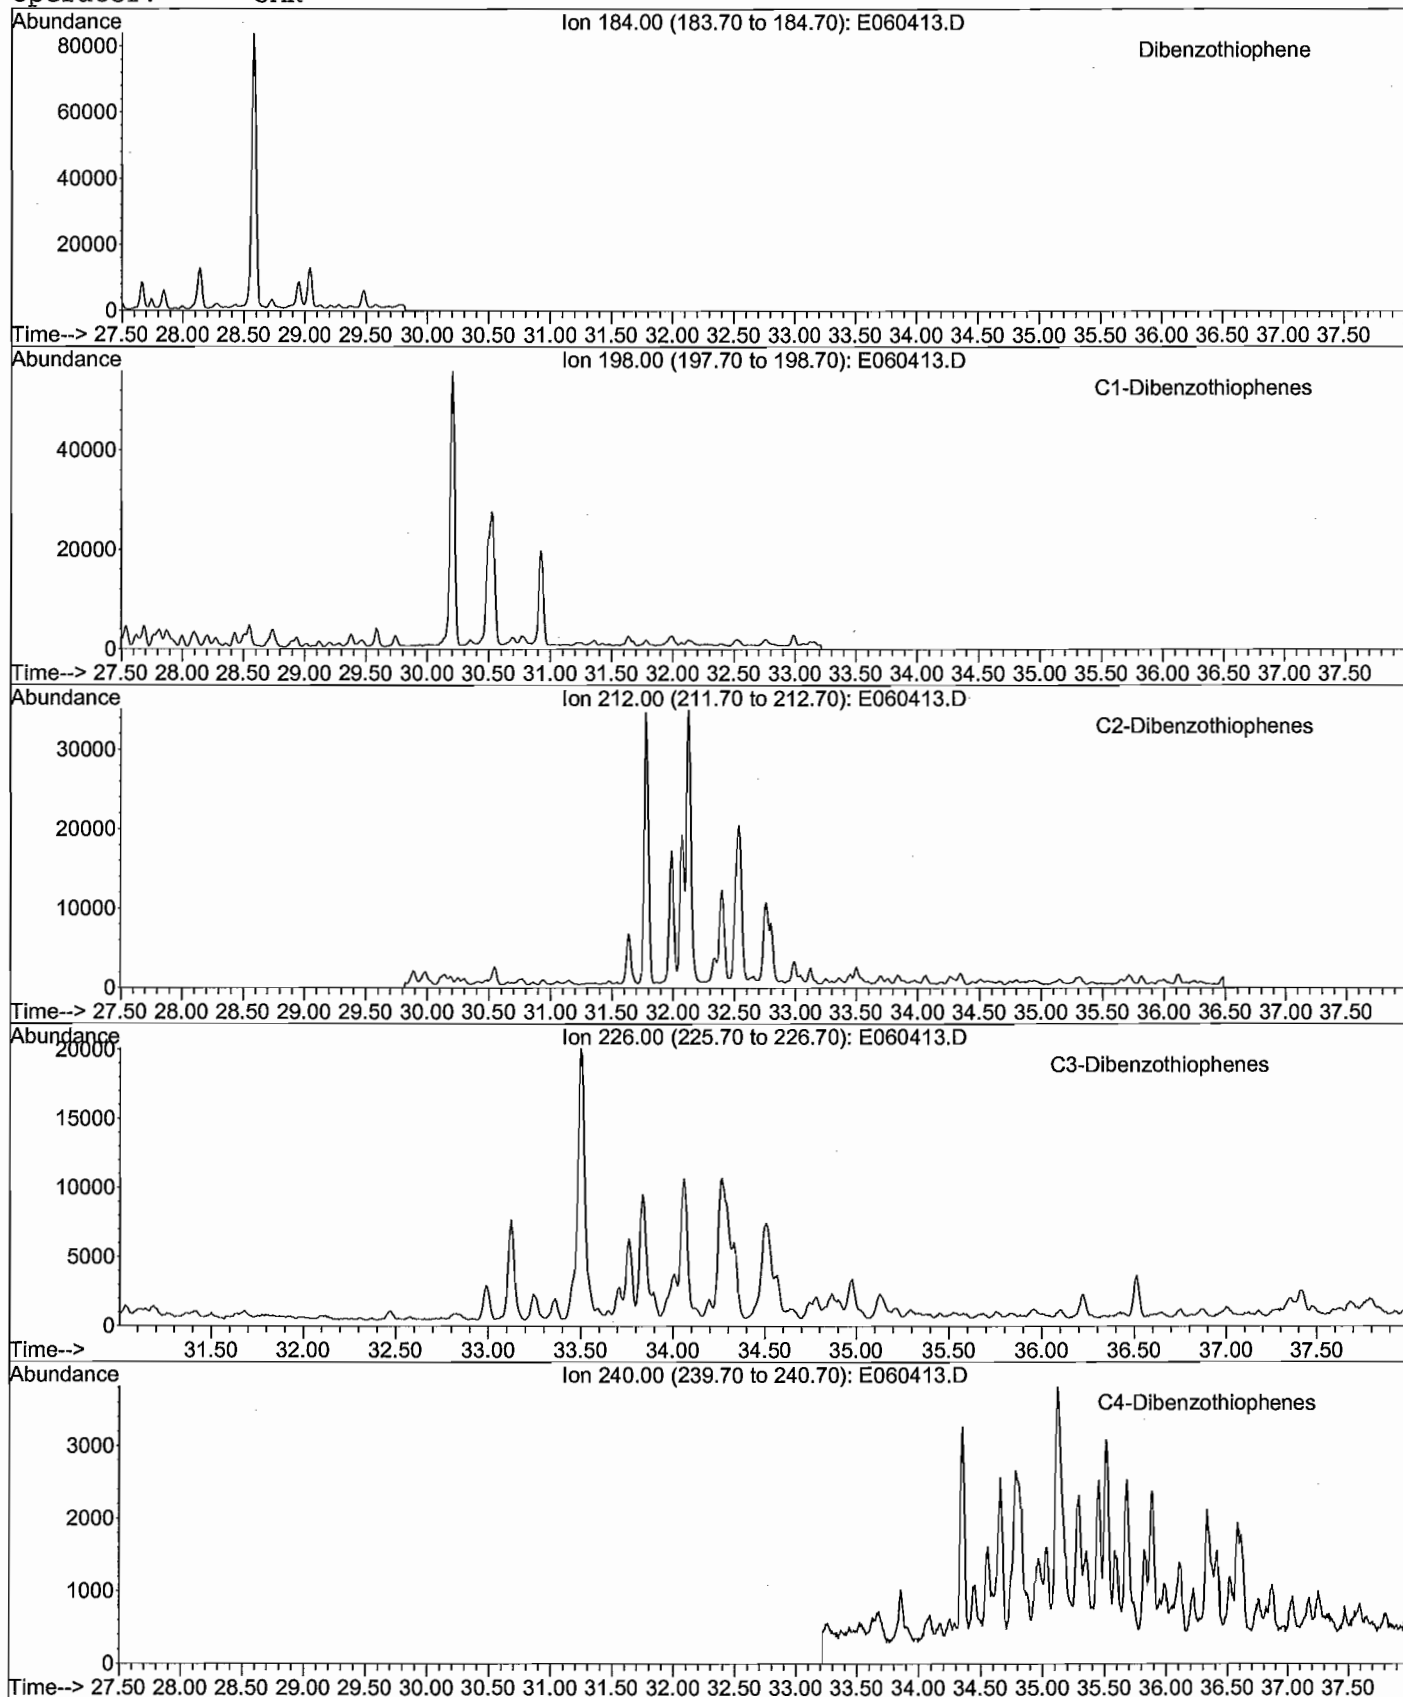 Abundance Ion 184.00 (183.70 to 184.70): E060413.D
Dibenzothiophene
80000
60000
40000
20000
0
Time--> 27.50 28.00 28.50 29.00 29.50 30.00 30.50 31.00 31.50 32.00 32.50 33.00 33.50 34.00 34.50 35.00 35.50 36.00 36.50 37.00 37.50
Abundance Ion 198.00 (197.70 to 198.70): E060413.D
C1-Dibenzothiophenes
40000
20000
0
Time--> 27.50 28.00 28.50 29.00 29.50 30.00 30.50 31.00 31.50 32.00 32.50 33.00 33.50 34.00 34.50 35.00 35.50 36.00 36.50 37.00 37.50
Abundance Ion 212.00 (211.70 to 212.70): E060413.D
C2-Dibenzothiophenes
30000
20000
10000
0
Time--> 27.50 28.00 28.50 29.00 29.50 30.00 30.50 31.00 31.50 32.00 32.50 33.00 33.50 34.00 34.50 35.00 35.50 36.00 36.50 37.00 37.50
Abundance Ion 226.00 (225.70 to 226.70): E060413.D
20000
C3-Dibenzothiophenes
15000
10000
5000
0
Time--> 31.50 32.00 32.50 33.00 33.50 34.00 34.50 35.00 35.50 36.00 36.50 37.00 37.50
Abundance Ion 240.00 (239.70 to 240.70): E060413.D
C4-Dibenzothiophenes
3000
2000
1000
0
Time--> 27.50 28.00 28.50 29.00 29.50 30.00 30.50 31.00 31.50 32.00 32.50 33.00 33.50 34.00 34.50 35.00 35.50 36.00 36.50 37.00 37.50